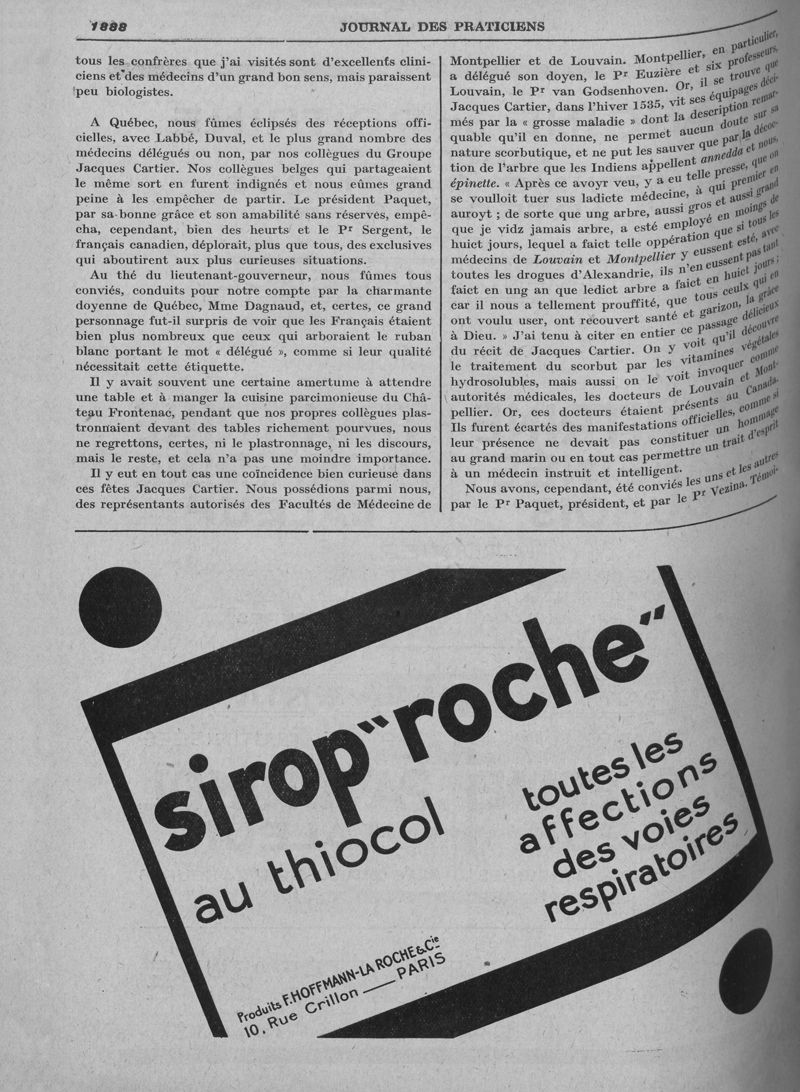 1888 JOURNAL DES PRATICIENS
tous les confrères que j'ai visités sont d'excellents clini-
ciens et des médecins d'un grand bon sens, mais paraissent
peu biologistes.
A Québec, nous fûmes éclipsés des réceptions offi-
cielles, avec Labbé, Duval, et le plus grand nombre des
médecins délégués ou non, par nos collègues du Groupe
Jacques Cartier. Nos collègues belges qui partageaient
le même sort en furent indignés et nous eûmes grand
peine à les empêcher de partir. Le président Paquet,
par sa bonne grâce et son amabilité sans réserves, empê-
cha, cependant, bien des heurts et le Pr Sergent, le
français canadien, déplorait, plus que tous, des exclusives
qui aboutirent aux plus curieuses situations.
Au thé du lieutenant-gouverneur, nous fûmes tous
conviés, conduits pour notre compte par la charmante
doyenne de Québec, Mme Dagnaud, et, certes, ce grand
personnage fut-il surpris de voir que les Français étaient
bien plus nombreux que ceux qui arboraient le ruban
blanc portant le mot « délégué », comme si leur qualité
nécessitait cette étiquette.
Il y avait souvent une certaine amertume à attendre
une table et à manger la cuisine parcimonieuse du Châ-
teau Frontenac, pendant que nos propres collègues plas-
tronnaient devant des tables richement pourvues, nous
ne regrettons, certes, ni le plastronnage, ni les discours,
mais le reste, et cela n'a pas une moindre importance.
Il y eut en tout cas une coïncidence bien curieuse dans
ces fêtes Jacques Cartier. Nous possédions parmi nous,
des représentants autorisés des Facultés de Médecine de
Montpellier et de Louvain. Montpellier, en particulier,
a délégué son doyen, le Pr Euzière et six professeurs,
Louvain, le Pr van Godsenhoven. Or, il se trouve que
Jacques Cartier, dans l'hiver 1535, vit ses équipages déci-
més par la « grosse maladie » dont la description remar-
quable qu'il en donne, ne permet aucun doute sur sa
nature scorbutique, et ne put les sauver que par la décoc-
tion de l'arbre que les Indiens appellent annedda et nous,
épinette. « Après ce avoyr veu, y a eu telle presse, que on
se voulloit tuer sus ladicte médecine, à qui premier en
auroyt ; de sorte que ung arbre, aussi gros et aussi grand
que je vidz jamais arbre, a esté employé en moings de
huict jours, lequel a faict telle oppération que si tous les
médecins de Louvain et Montpellier y eussent esté, avec
toutes les drogues d'Alexandrie, ils n'en eussent pas tant
faict en ung an que ledict arbre a faict en huict jours ;
car il nous a tellement prouffité, que tous ceulx qui en
ont voulu user, ont recouvert santé et garizon, la grâce
à Dieu. » J'ai tenu à citer en entier ce passage délicieux
du récit de Jacques Cartier. On y voit qu'il découvre
le traitement du scorbut par les vitamines végétales
hydrosolubles, mais aussi on le voit invoquer comme
autorités médicales, les docteurs de Louvain et Mont-
pellier. Or, ces docteurs étaient présents au Canada.
Ils furent écartés des manifestations officielles, comme si
leur présence ne devait pas constituer un hommage
au grand marin ou en tout cas permettre un trait d'esprit
à un médecin instruit et intelligent.
Nous avons, cependant, été conviés les uns et les autres
par le Pr Paquet, président, et par le Pr Vezina. Témoi-
sirop "roche"
au thiocol
toutes les
affections
des voies
respiratoires
Produits F. HOFFMANN-LA ROCHE & Cie
10, Rue Crillon — PARIS